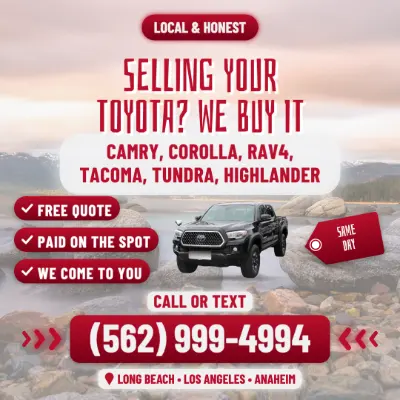 LOCAL & HONEST
SELLING YOUR
TOYOTA? WE BUY IT
CAMRY, COROLLA, RAV4,
TACOMA, TUNDRA, HIGHLANDER
FREE QUOTE
PAID ON THE SPOT
WE COME TO YOU
SAME
DAY
CALL OR TEXT
(562) 999-4994
LONG BEACH • LOS ANGELES • ANAHEIM